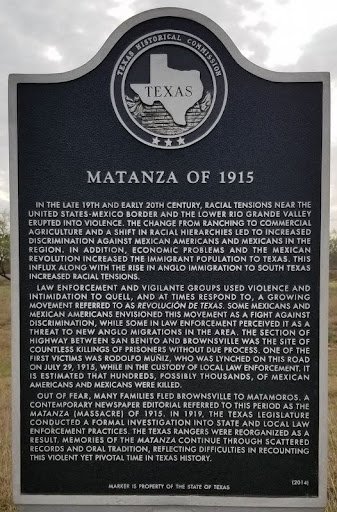 TEXAS HISTORICAL COMMISSION
TEXAS
MATANZA OF 1915
IN THE LATE 19TH AND EARLY 20TH CENTURY, RACIAL TENSIONS NEAR THE
UNITED STATES-MEXICO BORDER AND THE LOWER RIO GRANDE VALLEY
ERUPTED INTO VIOLENCE. THE CHANGE FROM RANCHING TO COMMERCIAL
AGRICULTURE AND A SHIFT IN RACIAL HIERARCHIES LED TO INCREASED
DISCRIMINATION AGAINST MEXICAN AMERICANS AND MEXICANS IN THE
REGION. IN ADDITION, ECONOMIC PROBLEMS AND THE MEXICAN
REVOLUTION INCREASED THE IMMIGRANT POPULATION TO TEXAS. THIS
INFLUX ALONG WITH THE RISE IN ANGLO IMMIGRATION TO SOUTH TEXAS
INCREASED RACIAL TENSIONS.
LAW ENFORCEMENT AND VIGILANTE GROUPS USED VIOLENCE AND
INTIMIDATION TO QUELL, AND AT TIMES RESPOND TO, A GROWING
MOVEMENT REFERRED TO AS REVOLUCIÓN DE TEXAS. SOME MEXICANS AND
MEXICAN AMERICANS ENVISIONED THIS MOVEMENT AS A FIGHT AGAINST
DISCRIMINATION, WHILE SOME IN LAW ENFORCEMENT PERCEIVED IT AS A
THREAT TO NEW ANGLO MIGRATIONS IN THE AREA. THE SECTION OF
HIGHWAY BETWEEN SAN BENITO AND BROWNSVILLE WAS THE SITE OF
COUNTLESS KILLINGS OF PRISONERS WITHOUT DUE PROCESS. ONE OF THE
FIRST VICTIMS WAS RODOLFO MUÑIZ, WHO WAS LYNCHED ON THIS ROAD
ON JULY 29, 1915, WHILE IN THE CUSTODY OF LOCAL LAW ENFORCEMENT. IT
IS ESTIMATED THAT HUNDREDS, POSSIBLY THOUSANDS, OF MEXICAN
AMERICANS AND MEXICANS WERE KILLED.
OUT OF FEAR, MANY FAMILIES FLED BROWNSVILLE TO MATAMOROS. A
CONTEMPORARY NEWSPAPER EDITORIAL REFERRED TO THIS PERIOD AS THE
MATANZA (MASSACRE) OF 1915. IN 1919, THE TEXAS LEGISLATURE
CONDUCTED A FORMAL INVESTIGATION INTO STATE AND LOCAL LAW
ENFORCEMENT PRACTICES. THE TEXAS RANGERS WERE REORGANIZED AS A
RESULT. MEMORIES OF THE MATANZA CONTINUE THROUGH SCATTERED
RECORDS AND ORAL TRADITION, REFLECTING DIFFICULTIES IN RECOUNTING
THIS VIOLENT YET PIVOTAL TIME IN TEXAS HISTORY.
(2014)
MARKER IS PROPERTY OF THE STATE OF TEXAS